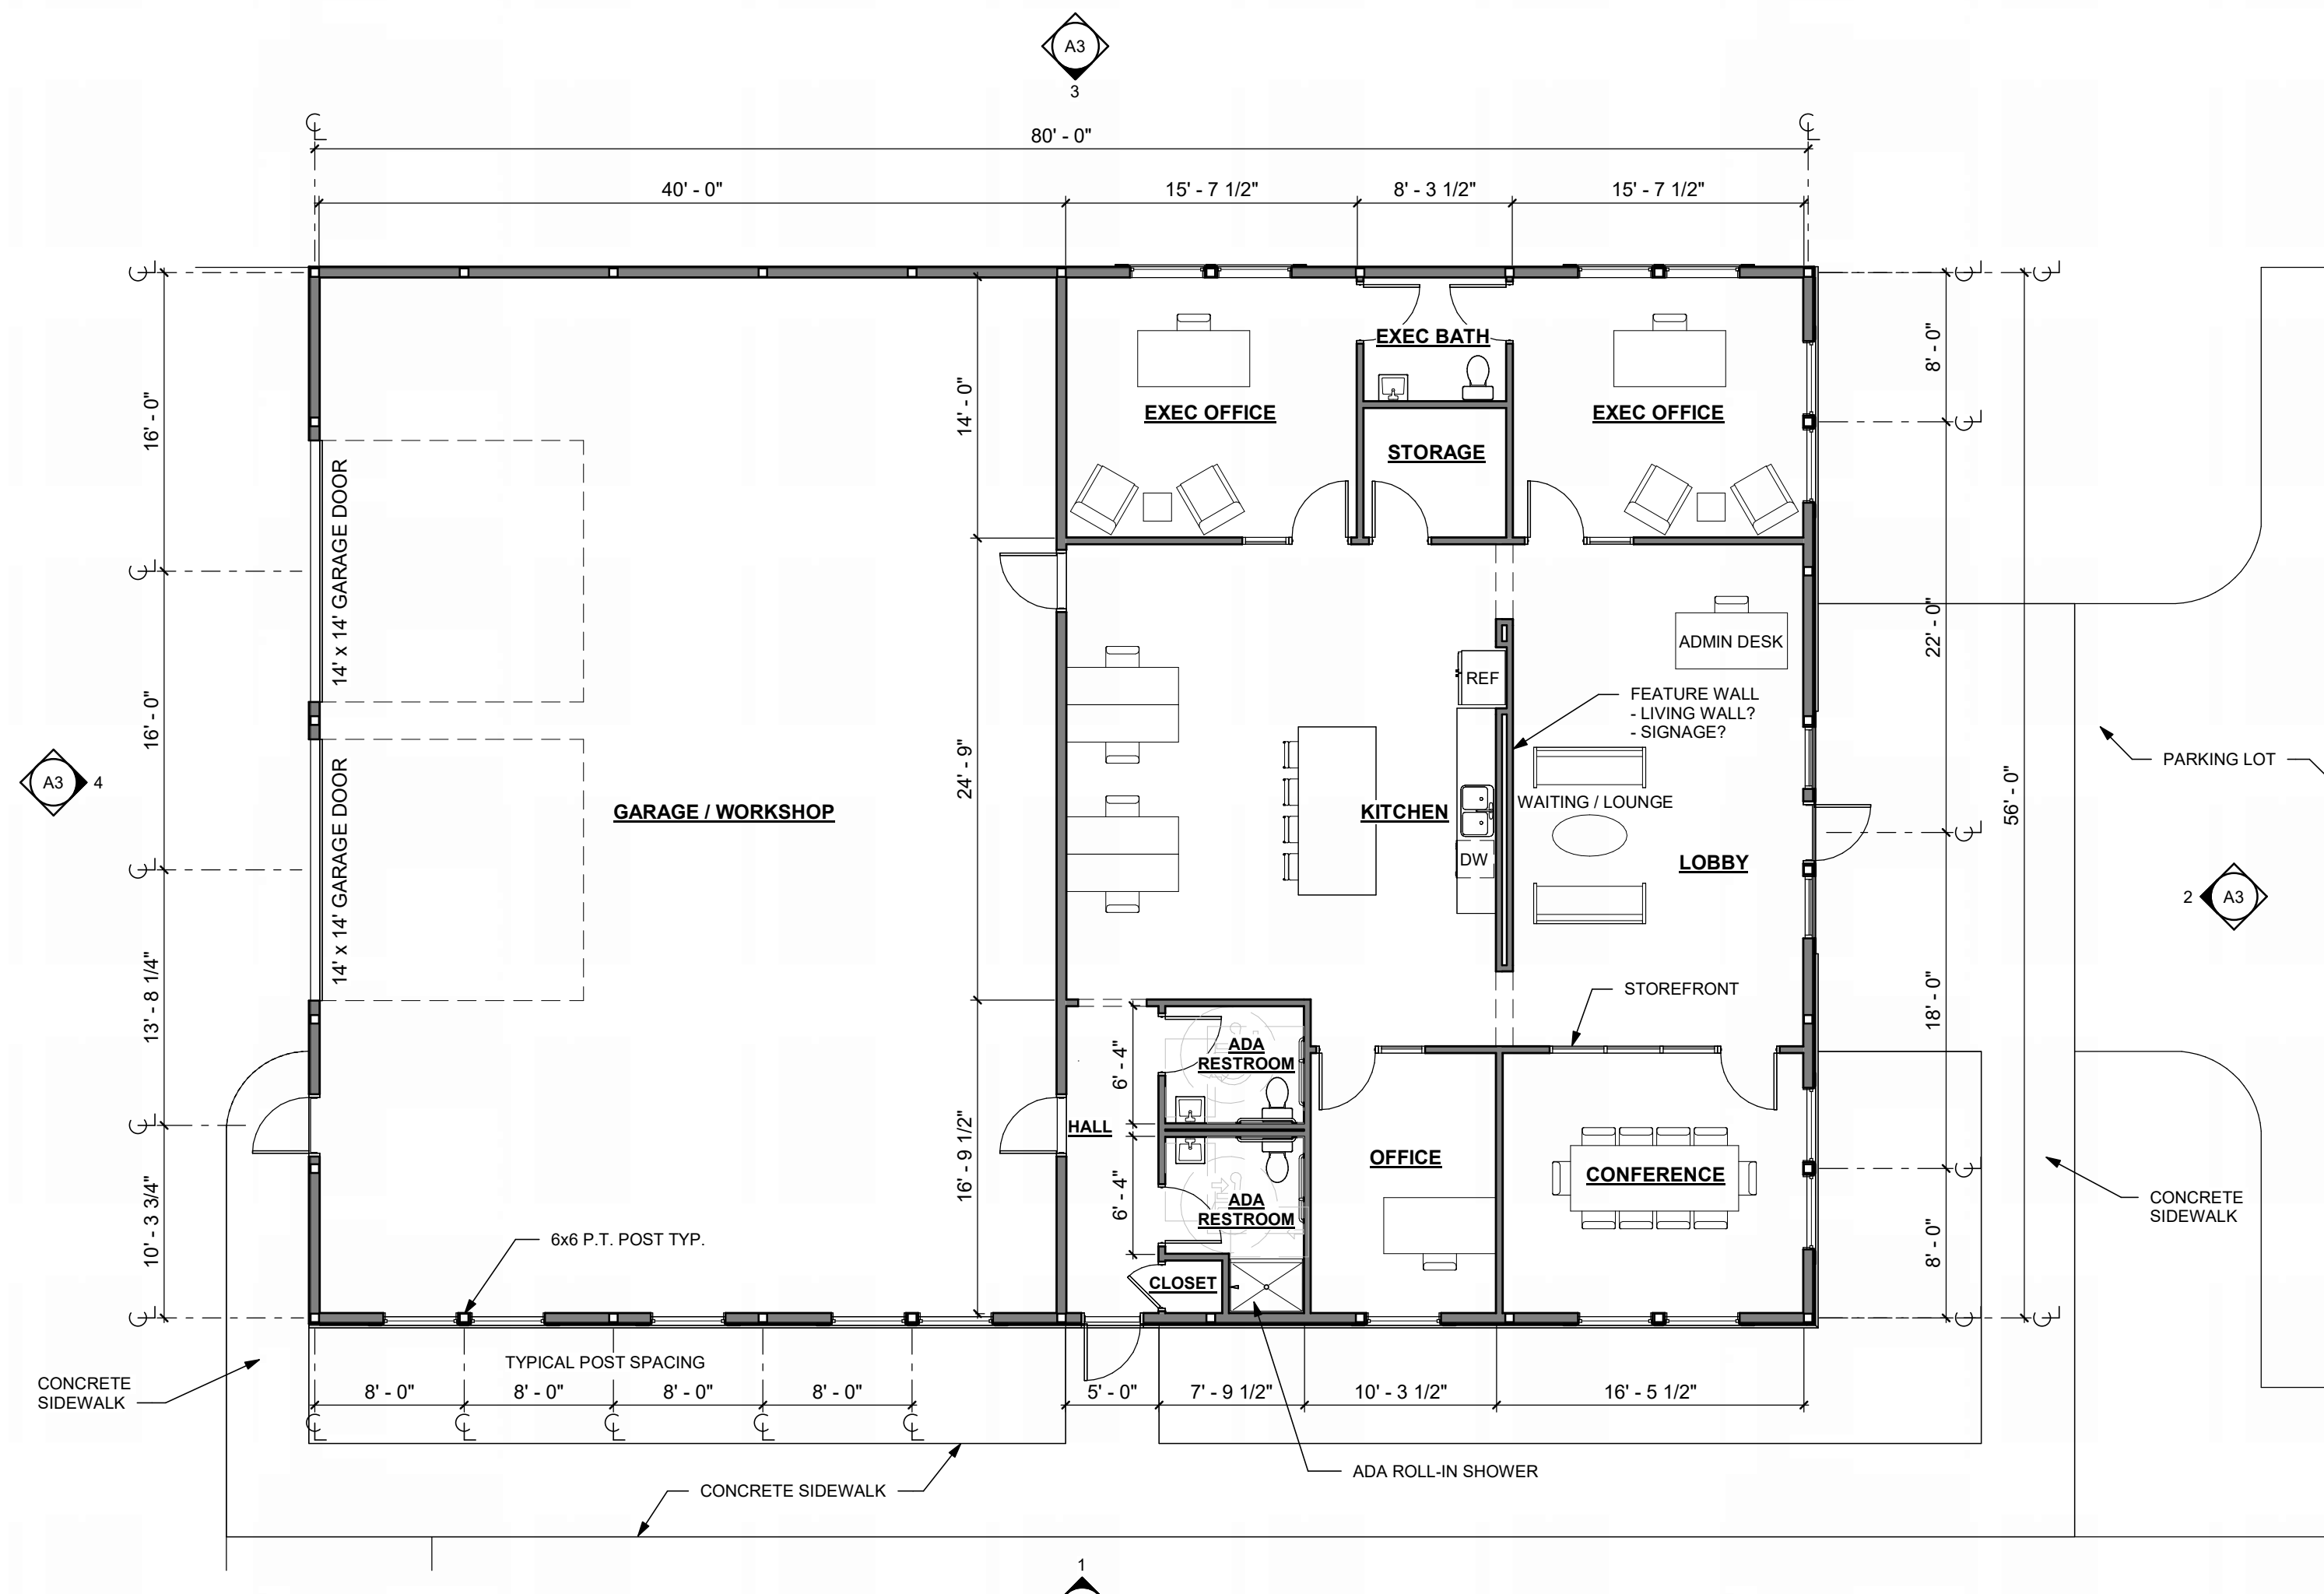 A3
3
80' - 0"
40' - 0"
15' - 7 1/2"
8' - 3 1/2"
15' - 7 1/2"
EXEC BATH
EXEC OFFICE
EXEC OFFICE
STORAGE
16' - 0"
14' - 0"
8' - 0"
14' x 14' GARAGE DOOR
22' - 0"
ADMIN DESK
REF
FEATURE WALL
- LIVING WALL?
- SIGNAGE?
16' - 0"
24' - 9"
56' - 0"
PARKING LOT
A3
4
GARAGE / WORKSHOP
KITCHEN
WAITING / LOUNGE
DW
LOBBY
14' x 14' GARAGE DOOR
2
A3
13' - 8 1/4"
STOREFRONT
18' - 0"
6' - 4"
ADA
RESTROOM
HALL
16' - 9 1/2"
OFFICE
CONFERENCE
6' - 4"
ADA
RESTROOM
CONCRETE
SIDEWALK
10' - 3 3/4"
6x6 P.T. POST TYP.
8' - 0"
CLOSET
TYPICAL POST SPACING
CONCRETE
SIDEWALK
8' - 0"
8' - 0"
8' - 0"
8' - 0"
5' - 0"
7' - 9 1/2"
10' - 3 1/2"
16' - 5 1/2"
ADA ROLL-IN SHOWER
CONCRETE SIDEWALK
1